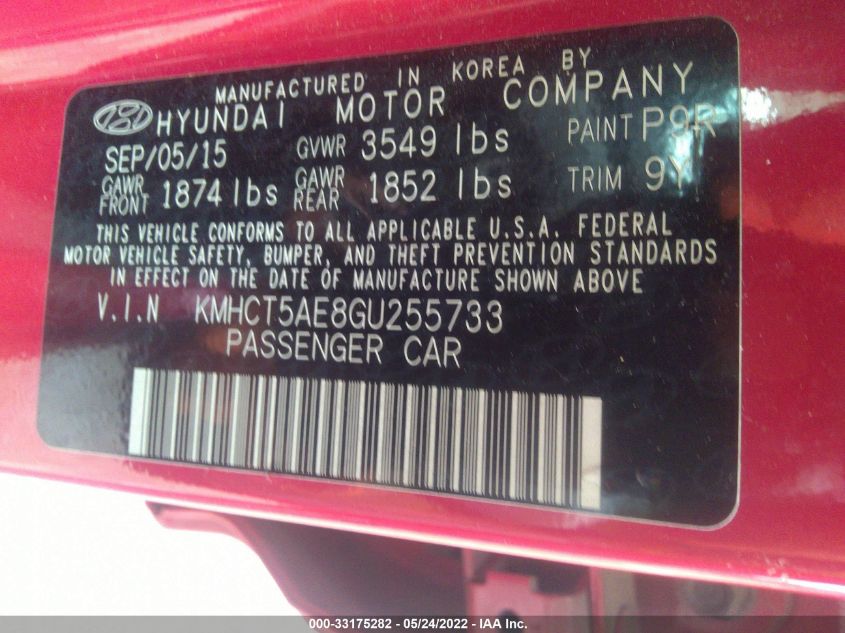 MANUFACTURED IN KOREA BY
HYUNDAI MOTOR COMPANY
SEP/05/15 GVWR 3549 lbs PAINT P9R
GAWR FRONT 1874 lbs GAWR REAR 1852 lbs TRIM 9Y
THIS VEHICLE CONFORMS TO ALL APPLICABLE U.S.A. FEDERAL
MOTOR VEHICLE SAFETY, BUMPER, AND THEFT PREVENTION STANDARDS
IN EFFECT ON THE DATE OF MANUFACTURE SHOWN ABOVE
V.I.N KMHCT5AE8GU255733
PASSENGER CAR
000-33175282 - 05/24/2022 - IAA Inc.